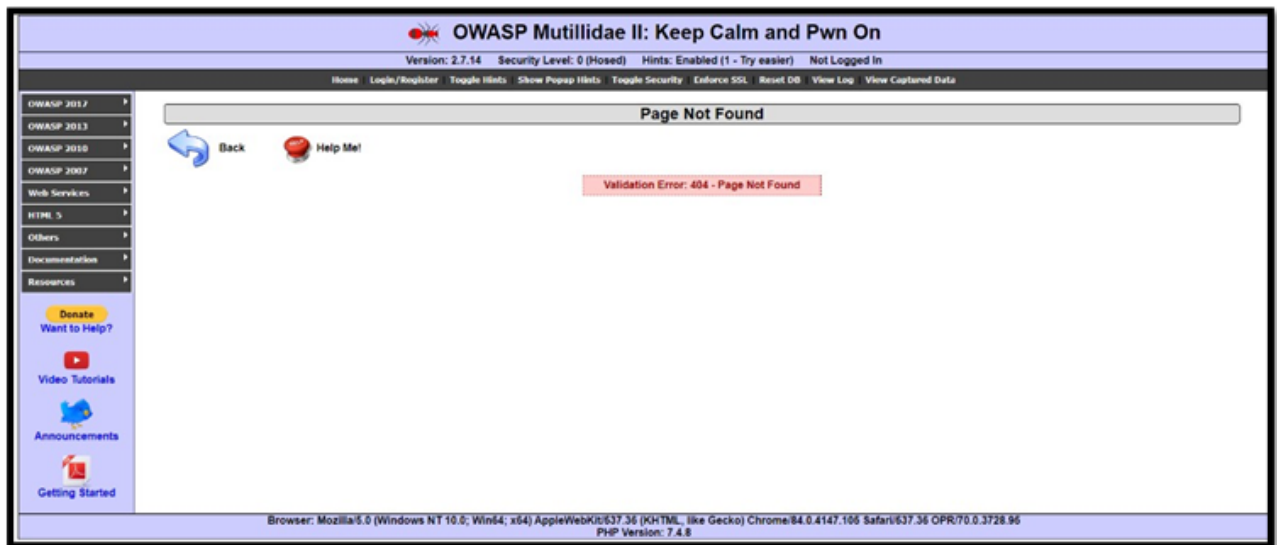 OWASP Mutillidae II: Keep Calm and Pwn On
Version: 2.7.14 Security Level: 0 (Hosed) Hints: Enabled (1 - Try easier) Not Logged In
Home Login/Register Toggle Hints Show Popup Hints Toggle Security Enforce SSL Reset DB View Log View Captured Data
OWASP 2017
OWASP 2013
OWASP 2010
OWASP 2007
Web Services
HTML 5
Others
Documentation
Resources
Donate
Want to Help?
Video Tutorials
Announcements
Getting Started
Page Not Found
Back Help Me!
Validation Error: 404 - Page Not Found
Browser: Mozilla/5.0 (Windows NT 10.0; Win64; x64) AppleWebKit/537.36 (KHTML, like Gecko) Chrome/84.0.4147.105 Safari/537.36 OPR/70.0.3728.95
PHP Version: 7.4.8